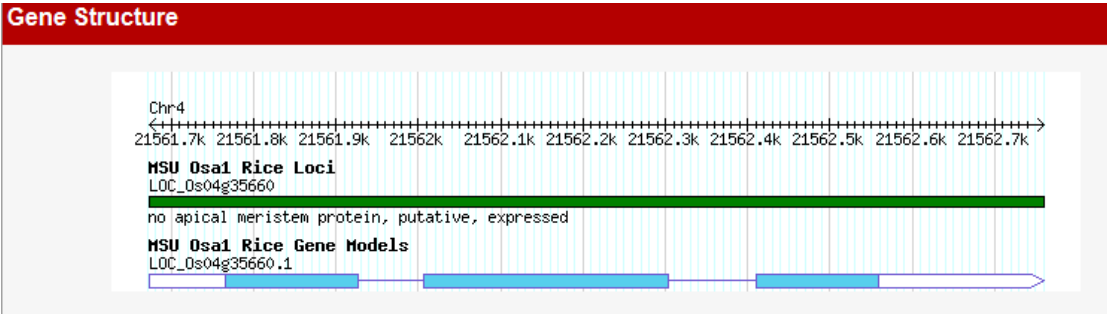 Gene Structure
Chr4
21561.7k 21561.8k 21561.9k 21562k 21562.1k 21562.2k 21562.3k 21562.4k 21562.5k 21562.6k 21562.7k
MSU Osa1 Rice Loci
LOC_Os04g35660
no apical meristem protein, putative, expressed
MSU Osa1 Rice Gene Models
LOC_Os04g35660.1